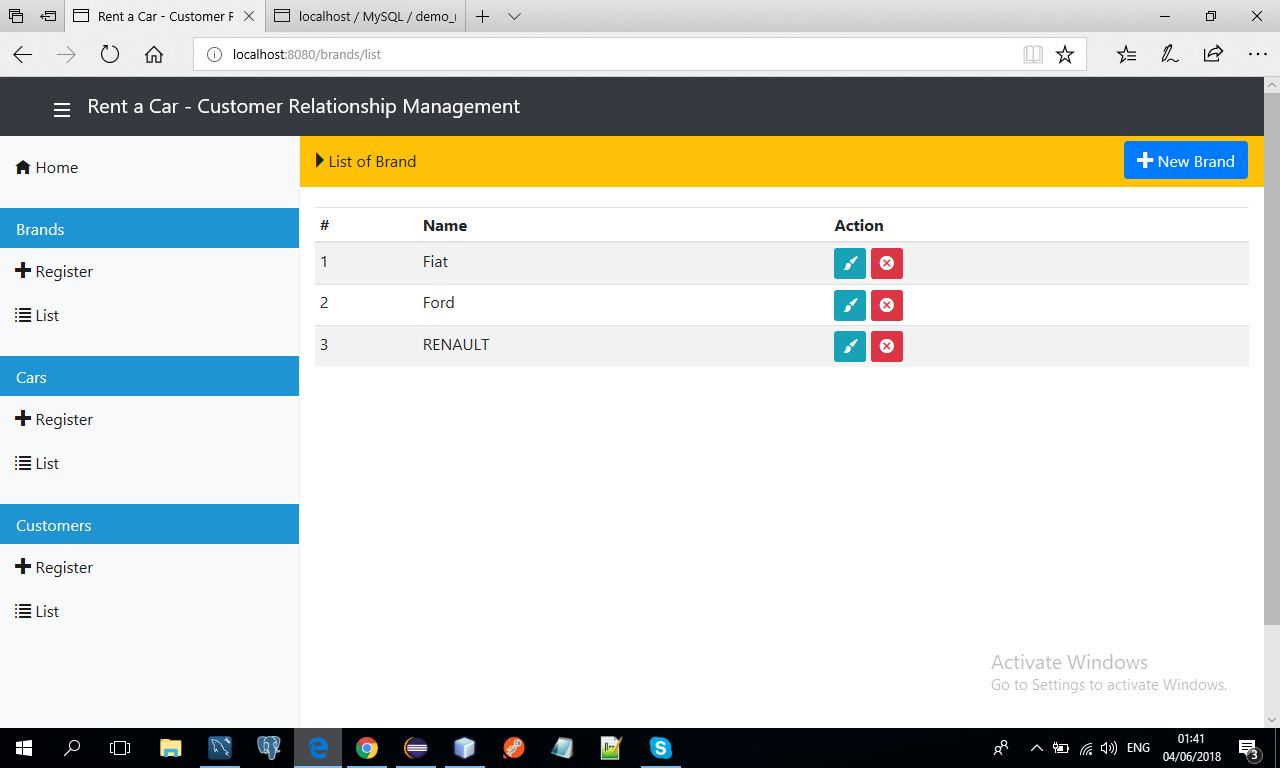 Rent a Car - Customer F
localhost / MySQL / demo_
localhost:8080/brands/list
Rent a Car - Customer Relationship Management
Home
Brands
Register
List
Cars
Register
List
Customers
Register
List
List of Brand
New Brand
# Name Action
1 Fiat
2 Ford
3 RENAULT
Activate Windows
Go to Settings to activate Windows.
ENG
01:41
04/06/2018
3